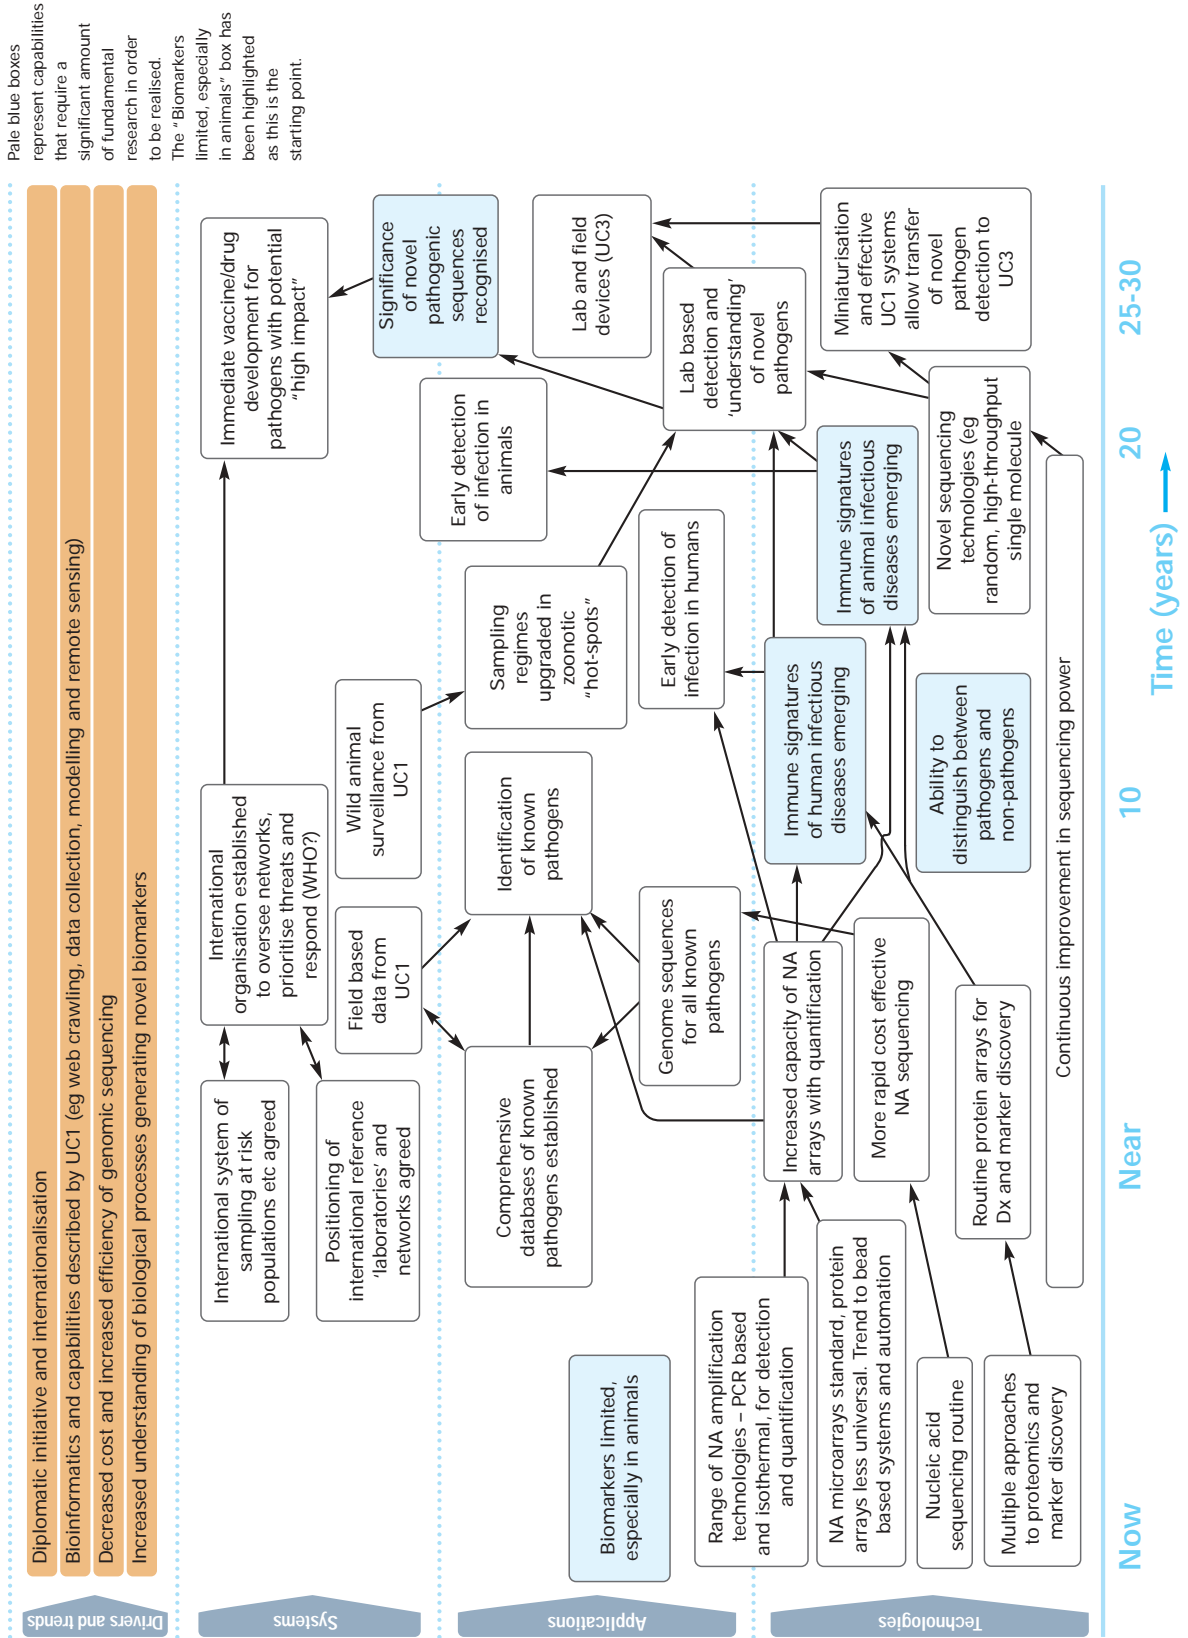 Drivers and trends
Diplomatic initiative and internationalisation
Bioinformatics and capabilities described by UC1 (eg web crawling, data collection, modelling and remote sensing)
Decreased cost and increased efficiency of genomic sequencing
Increased understanding of biological processes generating novel biomarkers
Systems
International system of
sampling at risk
populations etc agreed
Positioning of
international reference
‘laboratories’ and
networks agreed
International
organisation established
to oversee networks,
prioritise threats and
respond (WHO?)
Field based
data from
UC1
Wild animal
surveillance from
UC1
Immediate vaccine/drug
development for
pathogens with potential
“high impact”
Significance
of novel
pathogenic
sequences
recognised
Applications
Biomarkers limited,
especially in animals
Comprehensive
databases of known
pathogens established
Genome sequences
for all known
pathogens
Identification
of known
pathogens
Sampling
regimes
upgraded in
zoonotic
“hot-spots”
Early detection of
infection in humans
Early detection
of infection in
animals
Lab and field
devices (UC3)
Lab based
detection and
‘understanding’
of novel
pathogens
Technologies
Range of NA amplification
technologies – PCR based
and isothermal, for detection
and quantification
NA microarrays standard, protein
arrays less universal. Trend to bead
based systems and automation
Nucleic acid
sequencing routine
Multiple approaches
to proteomics and
marker discovery
Increased capacity of NA
arrays with quantification
More rapid cost effective
NA sequencing
Routine protein arrays for
Dx and marker discovery
Immune signatures
of human infectious
diseases emerging
Ability to
distinguish between
pathogens and
non-pathogens
Immune signatures
of animal infectious
diseases emerging
Novel sequencing
technologies (eg
random, high-throughput
single molecule
Miniaturisation
and effective
UC1 systems
allow transfer
of novel
pathogen
detection to
UC3
Continuous improvement in sequencing power
Now
Near
10
20
25-30
Time (years)
Pale blue boxes
represent capabilities
that require a
significant amount
of fundamental
research in order
to be realised.
The “Biomarkers
limited, especially
in animals” box has
been highlighted
as this is the
starting point.